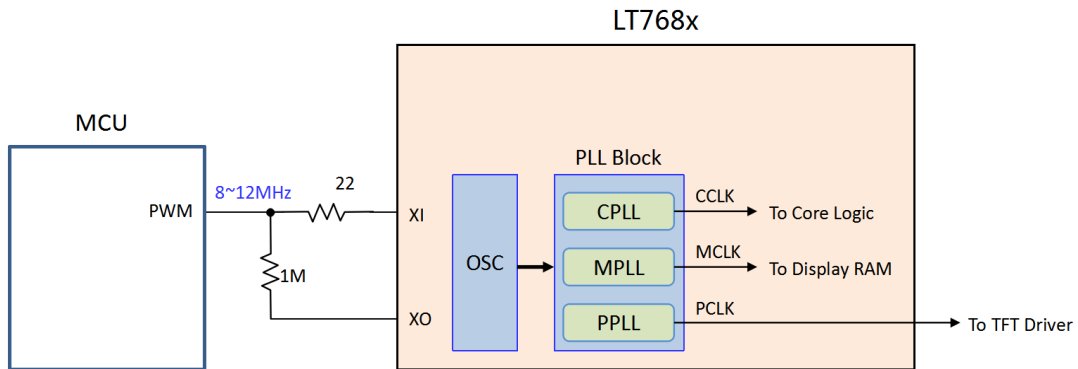 LT768x
MCU
PWM
8~12MHz
22
1M
XI
XO
OSC
PLL Block
CPLL
MPLL
PPLL
CCLK
To Core Logic
MCLK
To Display RAM
PCLK
To TFT Driver